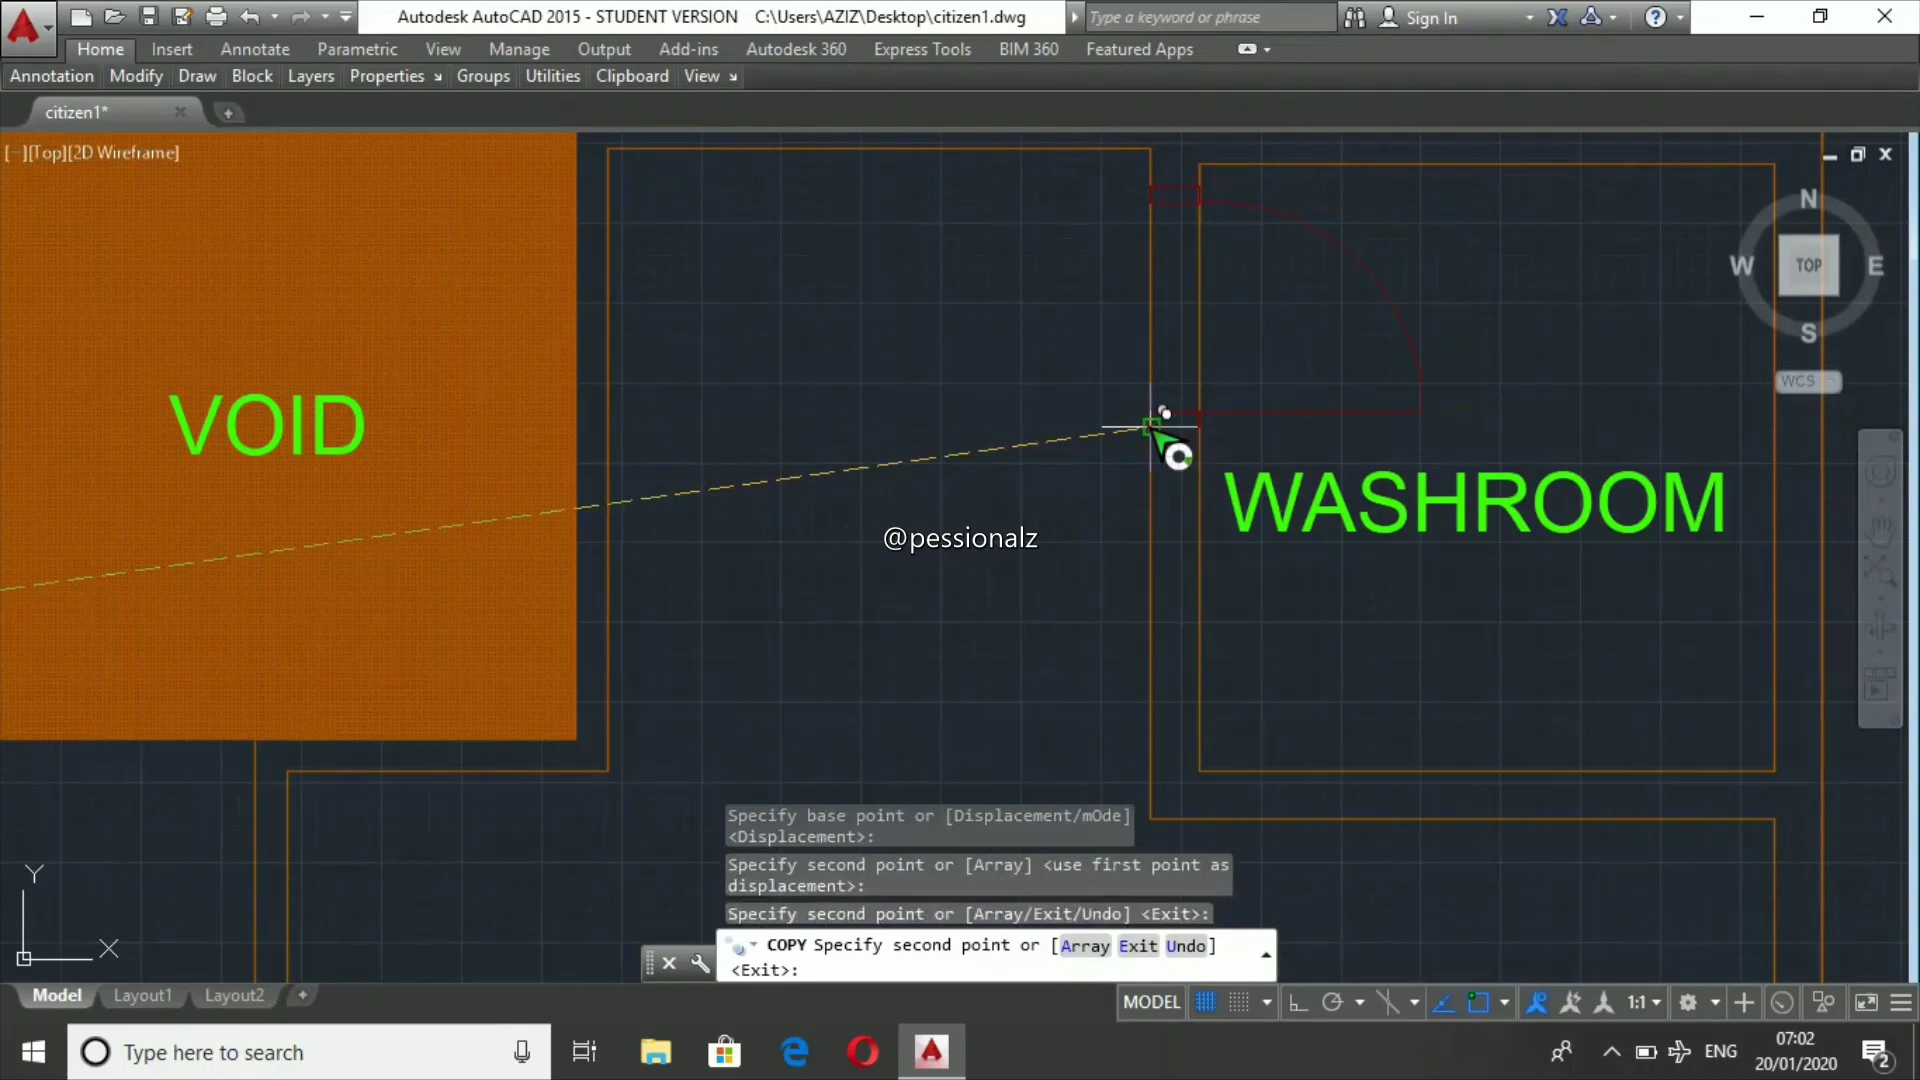 Autodesk AutoCAD 2015 - STUDENT VERSION C:\Users\AZIZ\Desktop\citizen1.dwg
Type a keyword or phrase
Sign In
Home Insert Annotate Parametric View Manage Output Add-ins Autodesk 360 Express Tools BIM 360 Featured Apps
Annotation Modify Draw Block Layers Properties Groups Utilities Clipboard View
citizen1*
[−][Top][2D Wireframe]
N
W TOP E
S
WCS
VOID
WASHROOM
@pessionalz
Specify base point or [Displacement/mOde]
<Displacement>:
Specify second point or [Array] <use first point as
displacement>:
Specify second point or [Array/Exit/Undo] <Exit>:
COPY Specify second point or [Array Exit Undo]
<Exit>:
Y
X
Model Layout1 Layout2
MODEL 1:1
Type here to search
ENG
07:02
20/01/2020
2